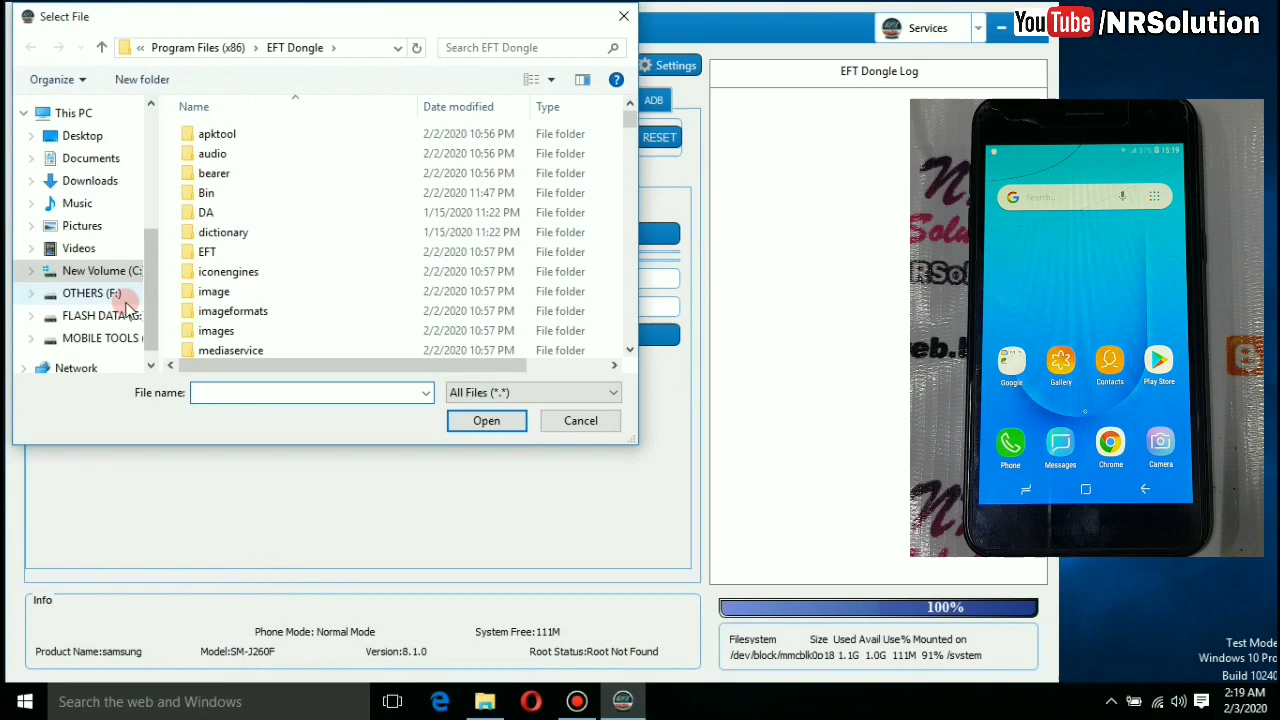 Select File
YouTube /NRSolution
Services
« Program Files (x86) > EFT Dongle >
Search EFT Dongle
Settings
EFT Dongle Log
Organize
New folder
ADB
This PC
Name
Date modified
Type
RESET
Desktop
apktool 2/2/2020 10:56 PM File folder
Documents
audio 2/2/2020 10:56 PM File folder
Downloads
bearer 2/2/2020 10:56 PM File folder
Bin 2/2/2020 11:47 PM File folder
Music
DA 1/15/2020 11:22 PM File folder
Pictures
dictionary 1/15/2020 11:22 PM File folder
Videos
EFT 2/2/2020 10:57 PM File folder
New Volume (C:
iconengines 2/2/2020 10:57 PM File folder
OTHERS (F:)
image 2/2/2020 10:57 PM File folder
FLASH DATA
imageformats 2/2/2020 10:57 PM File folder
MOBILE TOOLS (
images 2/2/2020 10:57 PM File folder
Network
mediaservice 2/2/2020 10:57 PM File folder
File name:
All Files (*.*)
Open
Cancel
37% 15:19
Search...
Google Gallery Contacts Play Store
Phone Messages Chrome Camera
Info
100%
Phone Mode: Normal Mode
System Free:111M
Product Name:samsung
Model:SM-J260F
Version:8.1.0
Root Status:Root Not Found
Filesystem Size Used Avail Use% Mounted on
/dev/block/mmcblk0p18 1.1G 1.0G 111M 91% /system
Test Mode
Windows 10 Pro
Build 10240
Search the web and Windows
2:19 AM
2/3/2020